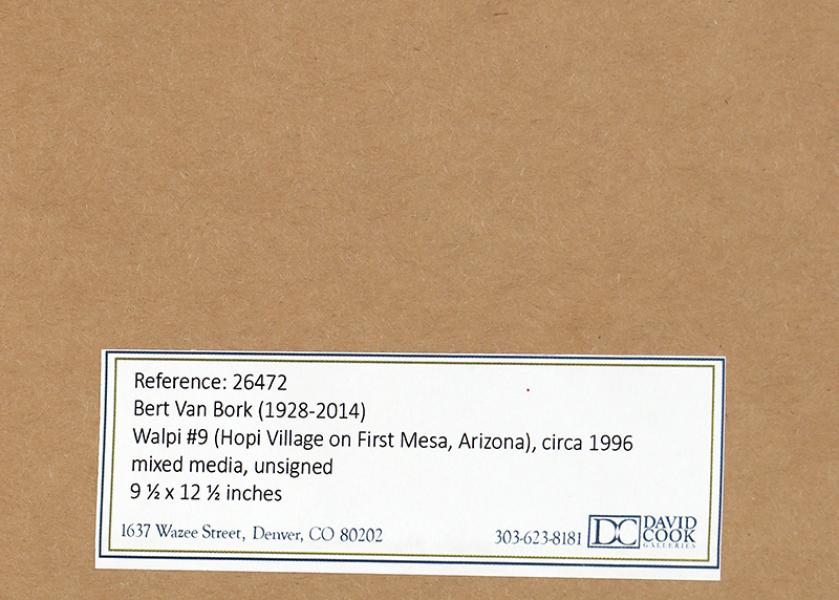 Reference: 26472
Bert Van Bork (1928-2014)
Walpi #9 (Hopi Village on First Mesa, Arizona), circa 1996
mixed media, unsigned
9 ½ x 12 ½ inches
1637 Wazee Street, Denver, CO 80202
303-623-8181 DC DAVID
COOK
GALLERIES